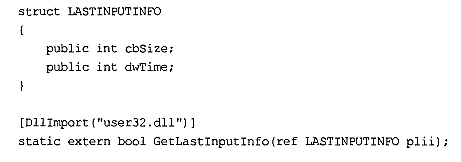 struct LASTINPUTINFO
{
    public int cbSize;
    public int dwTime;
}

[DllImport("user32.dll")]
static extern bool GetLastInputInfo(ref LASTINPUTINFO plii);